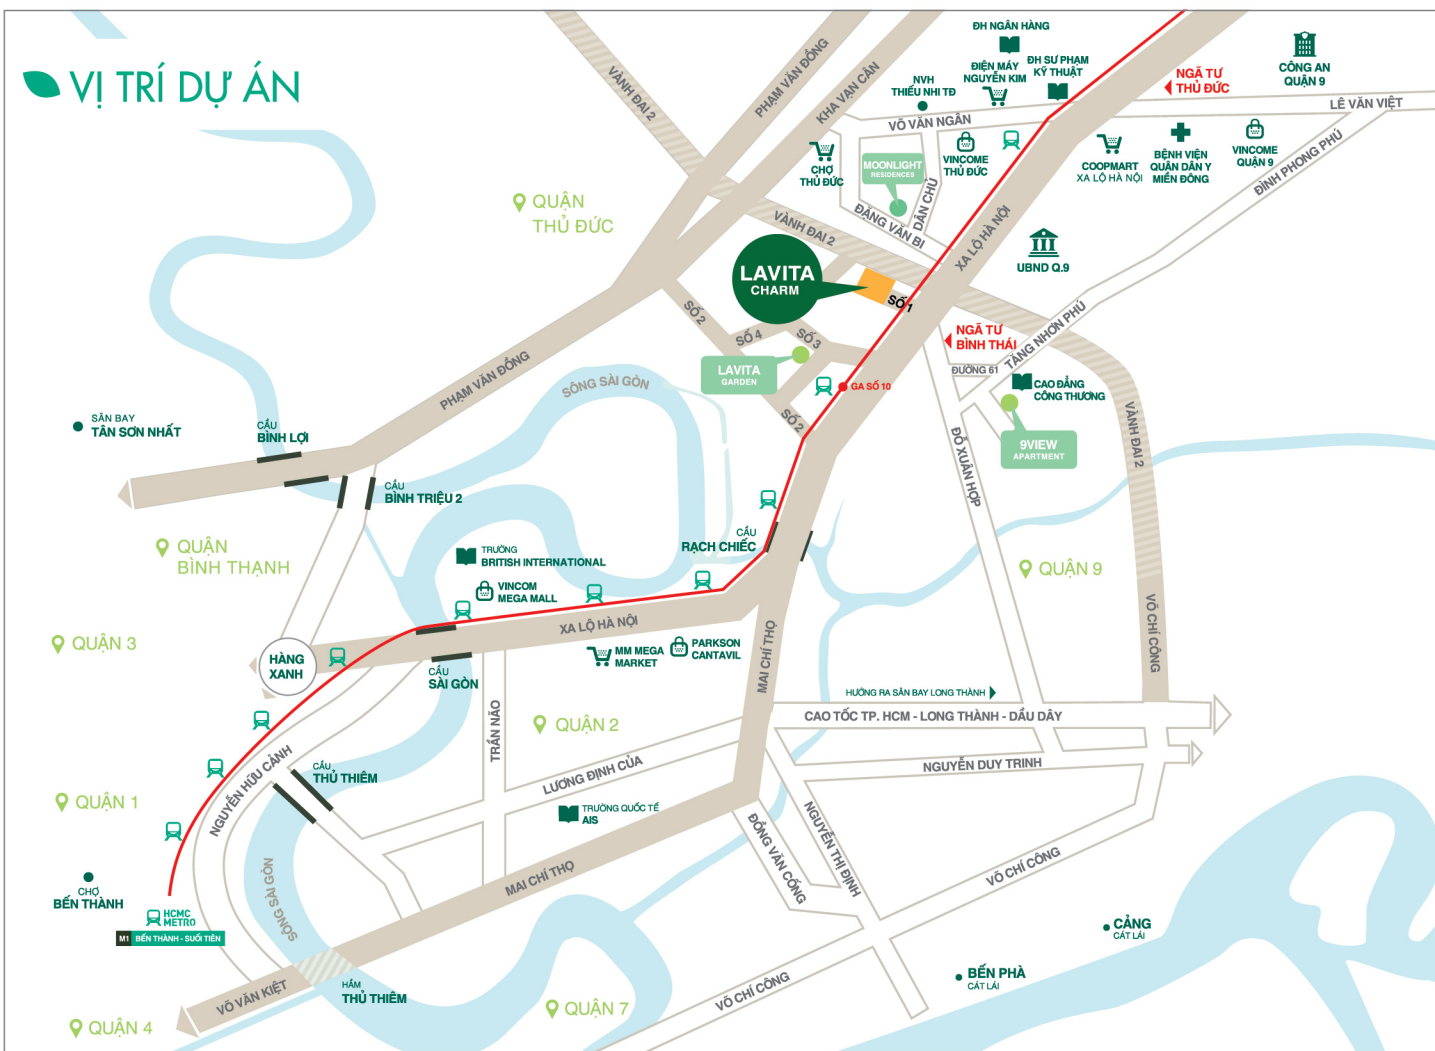 VỊ TRÍ DỰ ÁN
ĐH NGÂN HÀNG
ĐIỆN MÁY
NGUYỄN KIM
ĐH SƯ PHẠM
KỸ THUẬT
NVH
THIẾU NHI TĐ
NGÃ TƯ
THỦ ĐỨC
CÔNG AN
QUẬN 9
LÊ VĂN VIỆT
VÕ VĂN NGÂN
VÀNH ĐAI 2
PHẠM VĂN ĐỒNG
KHA VẠN CÂN
CHỢ
THỦ ĐỨC
MOONLIGHT
RESIDENCES
VINCOME
THỦ ĐỨC
COOPMART
XA LỘ HÀ NỘI
BỆNH VIỆN
QUÂN DÂN Y
MIỀN ĐÔNG
VINCOME
QUẬN 9
ĐÌNH PHONG PHÚ
DÂN CHỦ
ĐẶNG VĂN BI
QUẬN
THỦ ĐỨC
VÀNH ĐAI 2
XA LỘ HÀ NỘI
UBND Q.9
LAVITA
CHARM
SỐ 1
SỐ 2
SỐ 4
SỐ 3
NGÃ TƯ
BÌNH THÁI
TĂNG NHƠN PHÚ
ĐƯỜNG 61
LAVITA
GARDEN
GA SỐ 10
CAO ĐẲNG
CÔNG THƯƠNG
PHẠM VĂN ĐỒNG
SÔNG SÀI GÒN
SỐ 2
VÀNH ĐAI 2
9VIEW
APARTMENT
SÂN BAY
TÂN SƠN NHẤT
CẦU
BÌNH LỢI
CẦU
BÌNH TRIỆU 2
ĐỖ XUÂN HỢP
CẦU
RẠCH CHIẾC
QUẬN
BÌNH THẠNH
TRƯỜNG
BRITISH INTERNATIONAL
VINCOM
MEGA MALL
QUẬN 9
VÕ CHÍ CÔNG
QUẬN 3
XA LỘ HÀ NỘI
MM MEGA
MARKET
PARKSON
CANTAVIL
MAI CHÍ THỌ
HÀNG
XANH
CẦU
SÀI GÒN
HƯỚNG RA SÂN BAY LONG THÀNH
CAO TỐC TP. HCM - LONG THÀNH - DẦU DÂY
TRẦN NÃO
QUẬN 2
NGUYỄN HỮU CẢNH
CẦU
THỦ THIÊM
LƯƠNG ĐỊNH CỦA
NGUYỄN DUY TRINH
QUẬN 1
TRƯỜNG QUỐC TẾ
AIS
ĐỒNG VĂN CỐNG
NGUYỄN THỊ ĐỊNH
VÕ CHÍ CÔNG
CHỢ
BẾN THÀNH
MAI CHÍ THỌ
SÔNG SÀI GÒN
HCMC
METRO
M1 BẾN THÀNH - SUỐI TIÊN
CẢNG
CÁT LÁI
BẾN PHÀ
CÁT LÁI
VÕ VĂN KIỆT
HẦM
THỦ THIÊM
VÕ CHÍ CÔNG
QUẬN 7
QUẬN 4